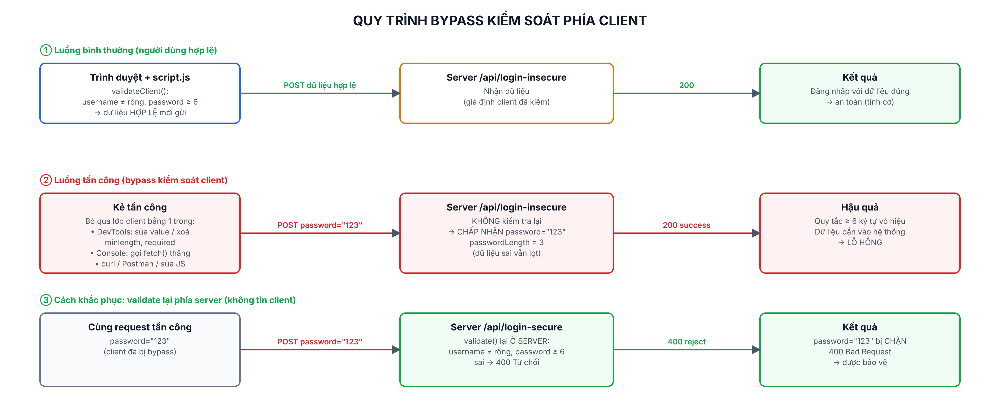 QUY TRÌNH BYPASS KIỂM SOÁT PHÍA CLIENT
① Luồng bình thường (người dùng hợp lệ)
Trình duyệt + script.js
validateClient():
username ≠ rỗng, password ≥ 6
→ dữ liệu HỢP LỆ mới gửi
POST dữ liệu hợp lệ
Server /api/login-insecure
Nhận dữ liệu
(giả định client đã kiểm)
200
Kết quả
Đăng nhập với dữ liệu đúng
→ an toàn (tình cờ)
② Luồng tấn công (bypass kiểm soát client)
Kẻ tấn công
Bỏ qua lớp client bằng 1 trong:
• DevTools: sửa value / xoá
minlength, required
• Console: gọi fetch() thẳng
• curl / Postman / sửa JS
POST password="123"
Server /api/login-insecure
KHÔNG kiểm tra lại
→ CHẤP NHẬN password="123"
passwordLength = 3
(dữ liệu sai vẫn lọt)
200 success
Hậu quả
Quy tắc ≥ 6 ký tự vô hiệu
Dữ liệu bẩn vào hệ thống
→ LỖ HỔNG
③ Cách khắc phục: validate lại phía server (không tin client)
Cùng request tấn công
password="123"
(client đã bị bypass)
POST password="123"
Server /api/login-secure
validate() lại Ở SERVER:
username ≠ rỗng, password ≥ 6
sai → 400 Từ chối
400 reject
Kết quả
password="123" bị CHẶN
400 Bad Request
→ được bảo vệ